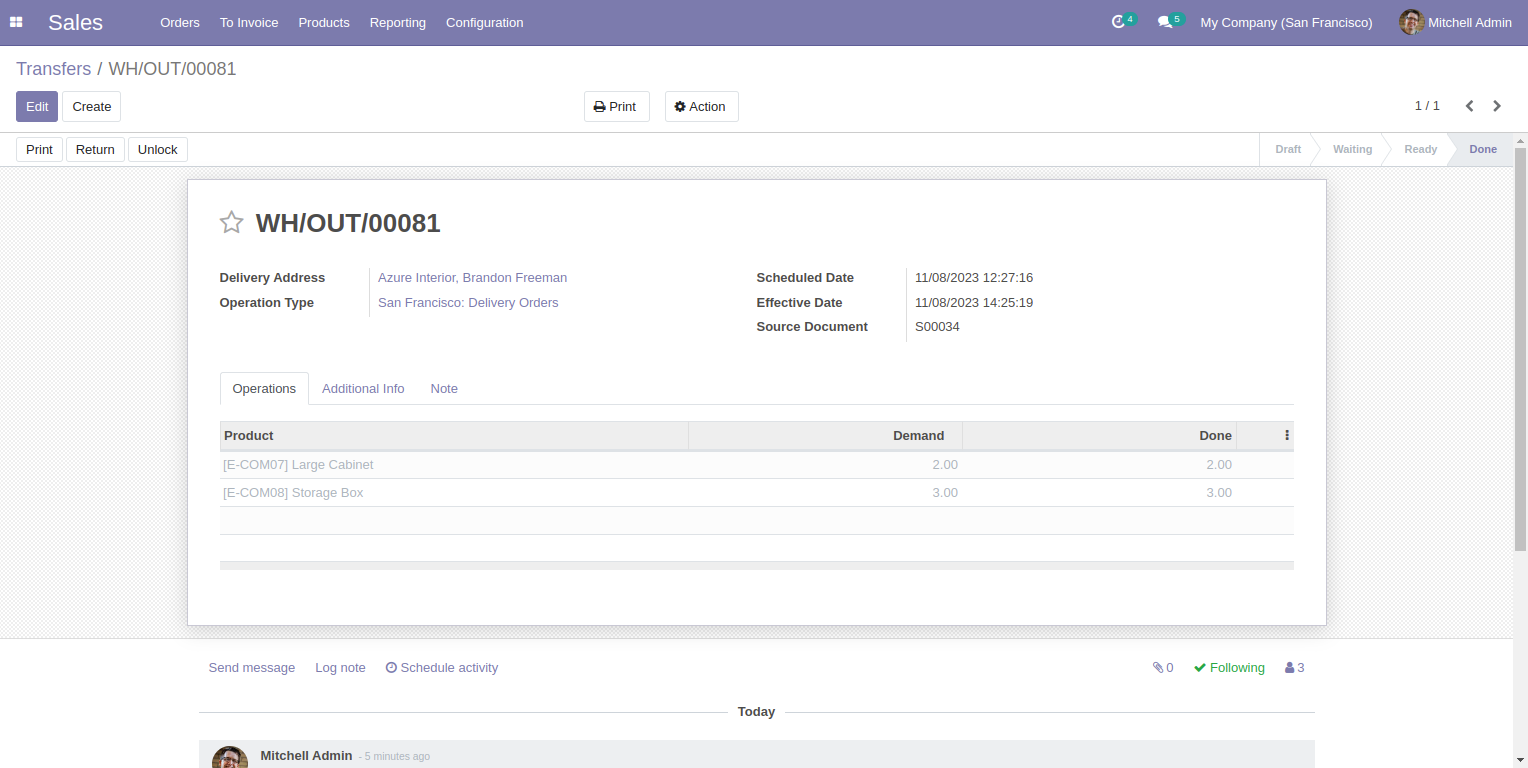 Sales Orders To Invoice Products Reporting Configuration 4 5 My Company (San Francisco) Mitchell Admin
Transfers / WH/OUT/00081
Edit Create Print Action 1 / 1
Print Return Unlock Draft Waiting Ready Done
WH/OUT/00081
Delivery Address Azure Interior, Brandon Freeman Scheduled Date 11/08/2023 12:27:16
Operation Type San Francisco: Delivery Orders Effective Date 11/08/2023 14:25:19
Source Document S00034
Operations Additional Info Note
Product Demand Done
[E-COM07] Large Cabinet 2.00 2.00
[E-COM08] Storage Box 3.00 3.00
Send message Log note Schedule activity 0 Following 3
Today
Mitchell Admin - 5 minutes ago